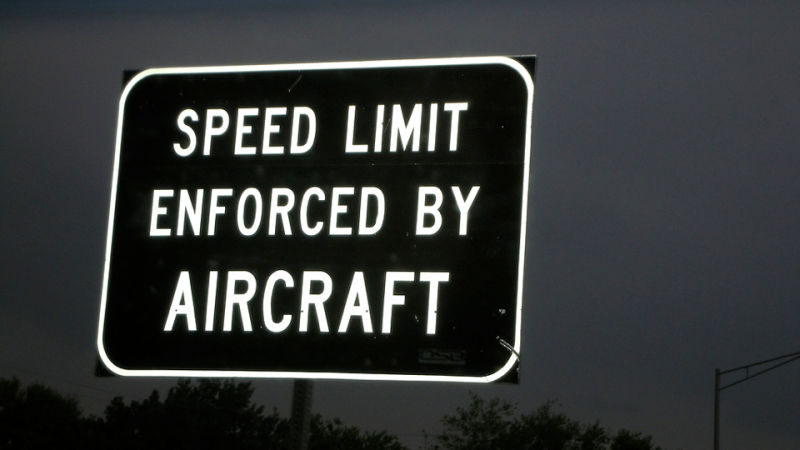 SPEED LIMIT
ENFORCED BY
AIRCRAFT